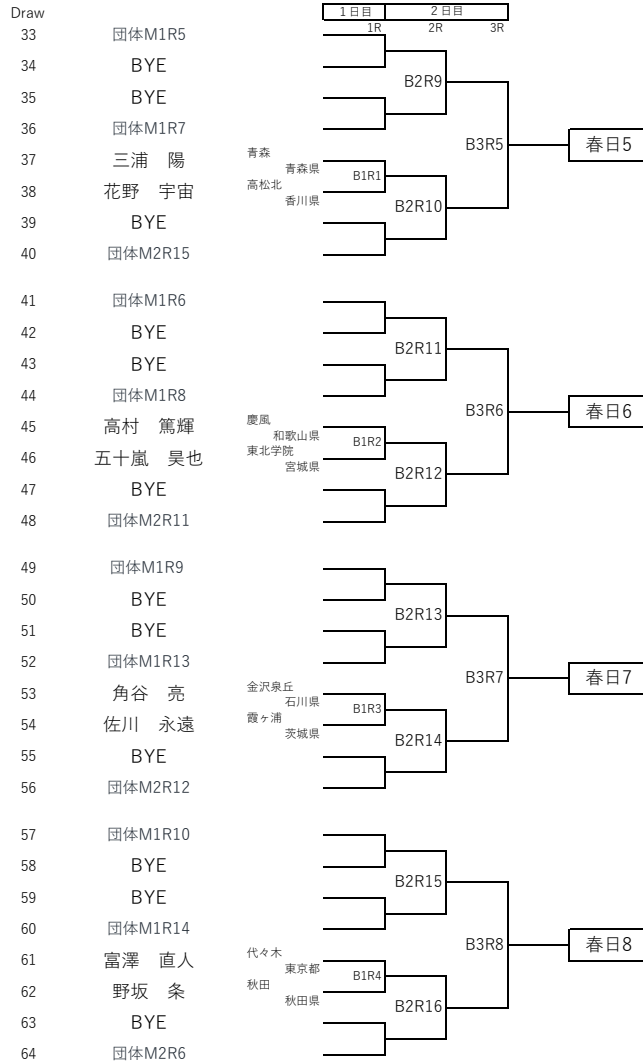 Draw
１日目 ２日目
1R 2R 3R
33 団体M1R5
34 BYE
B2R9
35 BYE
36 団体M1R7
B3R5 春日5
37 三浦　陽 青森
青森県
B1R1
38 花野　宇宙 高松北
香川県
B2R10
39 BYE
40 団体M2R15
41 団体M1R6
42 BYE
B2R11
43 BYE
44 団体M1R8
B3R6 春日6
45 高村　篤輝 慶風
和歌山県
B1R2
46 五十嵐　昊也 東北学院
宮城県
B2R12
47 BYE
48 団体M2R11
49 団体M1R9
50 BYE
B2R13
51 BYE
52 団体M1R13
B3R7 春日7
53 角谷　亮 金沢泉丘
石川県
B1R3
54 佐川　永遠 霞ヶ浦
茨城県
B2R14
55 BYE
56 団体M2R12
57 団体M1R10
58 BYE
B2R15
59 BYE
60 団体M1R14
B3R8 春日8
61 富澤　直人 代々木
東京都
B1R4
62 野坂　条 秋田
秋田県
B2R16
63 BYE
64 団体M2R6